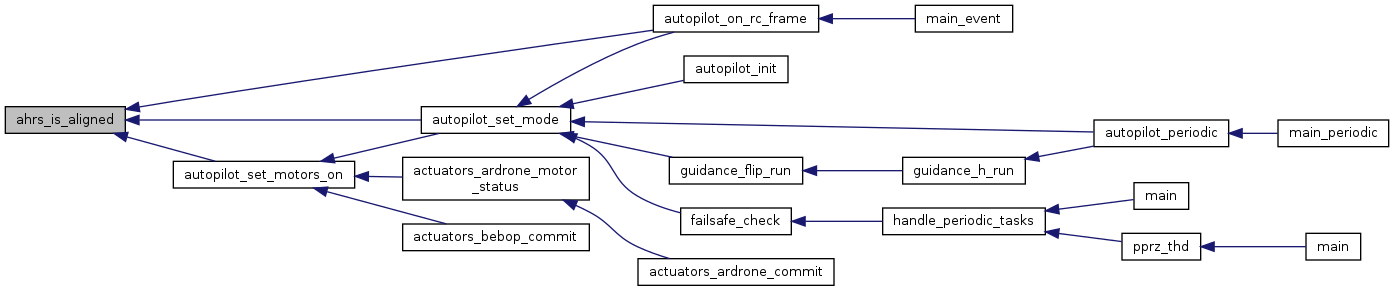 autopilot_on_rc_frame
main_event
autopilot_init
ahrs_is_aligned
autopilot_set_mode
autopilot_periodic
main_periodic
autopilot_set_motors_on
actuators_ardrone_motor
_status
guidance_flip_run
guidance_h_run
main
failsafe_check
handle_periodic_tasks
actuators_bebop_commit
pprz_thd
main
actuators_ardrone_commit